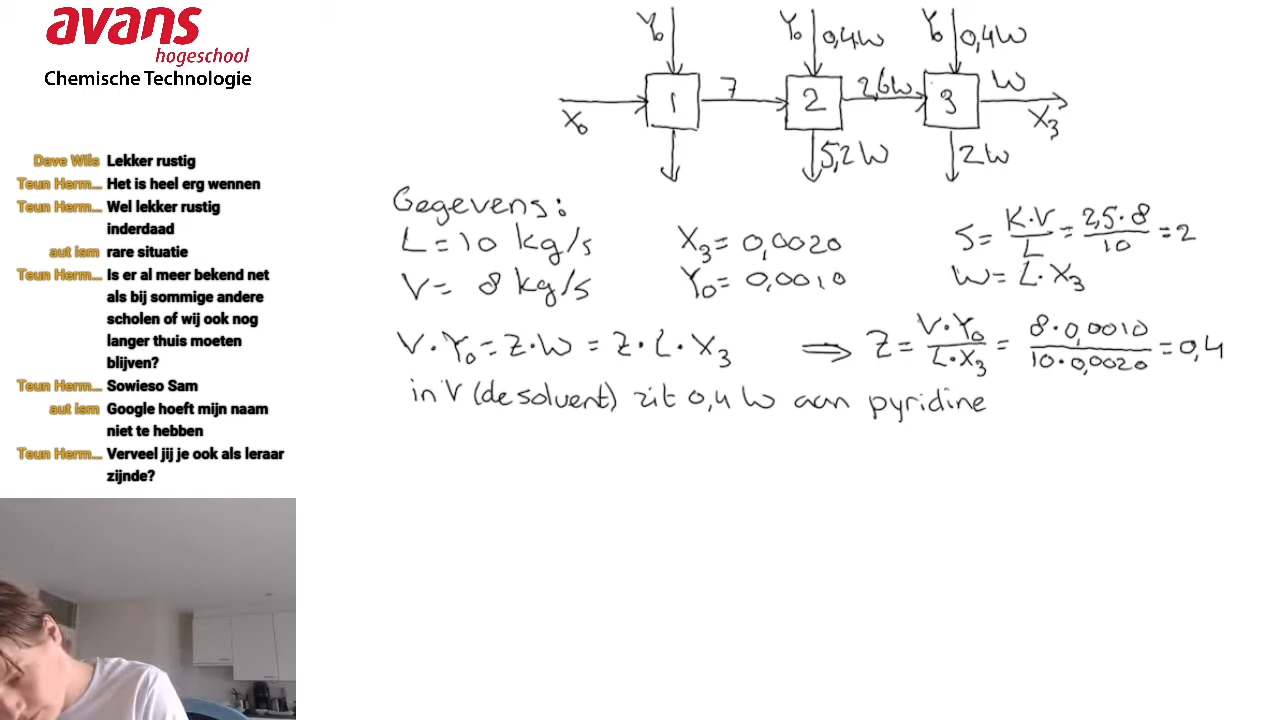 avans
hogeschool
Chemische Technologie
Dave Wils Lekker rustig
Teun Herm... Het is heel erg wennen
Teun Herm... Wel lekker rustig
inderdaad
aut ism rare situatie
Teun Herm... Is er al meer bekend net
als bij sommige andere
scholen of wij ook nog
langer thuis moeten
blijven?
Teun Herm... Sowieso Sam
aut ism Google hoeft mijn naam
niet te hebben
Teun Herm... Verveel jij je ook als leraar
zijnde?
Y₀ Y₀ 0,4W Y₀ 0,4W
X₀ 1 7 2 2,6W 3 W X₃
5,2W 2W
Gegevens:
L = 10 kg/s X₃ = 0,0020 S = K·V/L = 2,5·8/10 = 2
V = 8 kg/s Y₀ = 0,0010 W = L·X₃
V·Y₀ = Z·W = Z·L·X₃ ⟹ Z = V·Y₀/L·X₃ = 8·0,0010/10·0,0020 = 0,4
in V (de solvent) zit 0,4 W aan pyridine